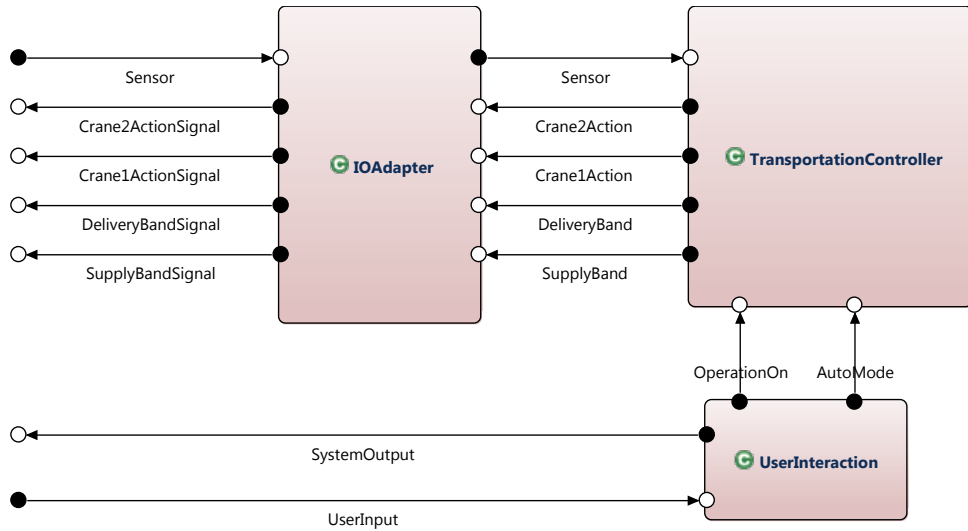 Sensor
Sensor
Crane2ActionSignal
Crane2Action
C IOAdapter
C TransportationController
Crane1ActionSignal
Crane1Action
DeliveryBandSignal
DeliveryBand
SupplyBandSignal
SupplyBand
OperationOn
AutoMode
SystemOutput
C UserInteraction
UserInput